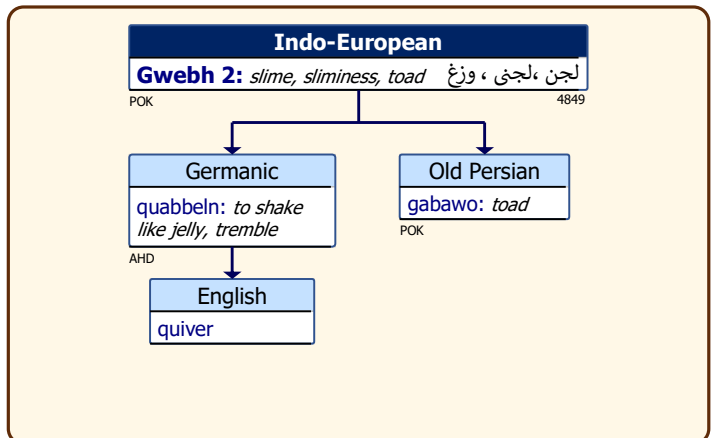 Indo-European
Gwebh 2: slime, sliminess, toad لجن ،لجنی ، وزغ
POK 4849
Germanic
quabbeln: to shake
like jelly, tremble
AHD
Old Persian
gabawo: toad
POK
English
quiver